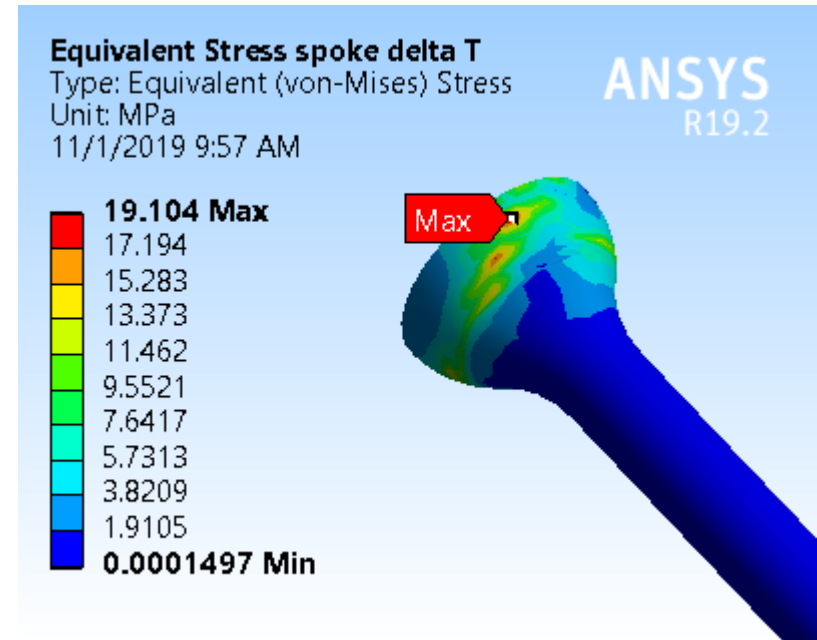 Equivalent Stress spoke delta T
Type: Equivalent (von-Mises) Stress
Unit: MPa
11/1/2019 9:57 AM
ANSYS
R19.2
19.104 Max
17.194
15.283
13.373
11.462
9.5521
7.6417
5.7313
3.8209
1.9105
0.0001497 Min
Max